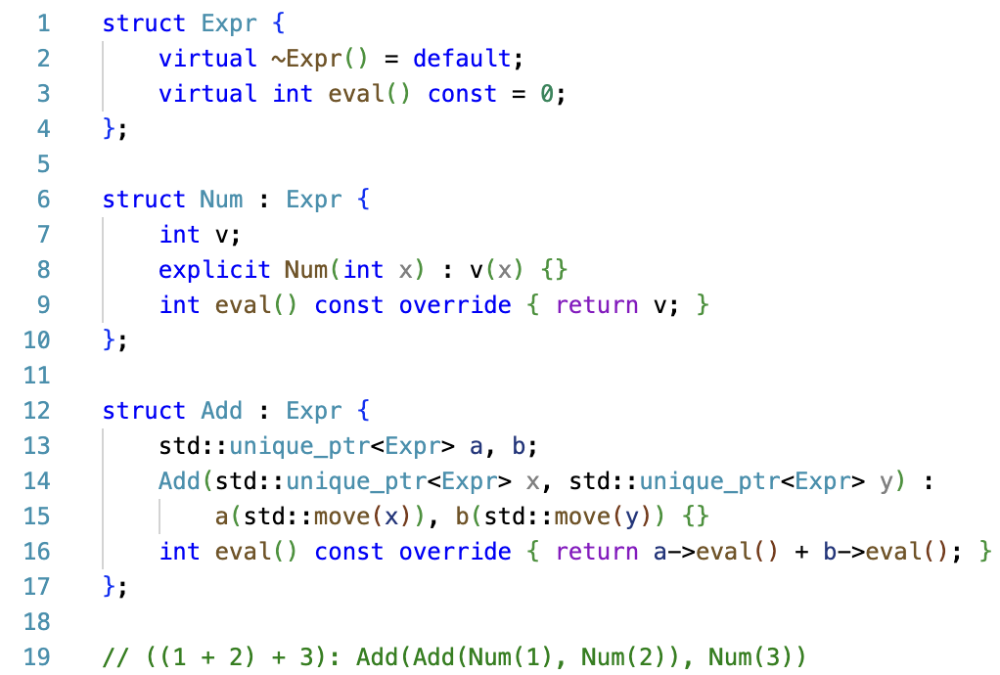 1 struct Expr {
2     virtual ~Expr() = default;
3     virtual int eval() const = 0;
4 };
5
6 struct Num : Expr {
7     int v;
8     explicit Num(int x) : v(x) {}
9     int eval() const override { return v; }
10 };
11
12 struct Add : Expr {
13     std::unique_ptr<Expr> a, b;
14     Add(std::unique_ptr<Expr> x, std::unique_ptr<Expr> y) :
15         a(std::move(x)), b(std::move(y)) {}
16     int eval() const override { return a->eval() + b->eval(); }
17 };
18
19 // ((1 + 2) + 3): Add(Add(Num(1), Num(2)), Num(3))